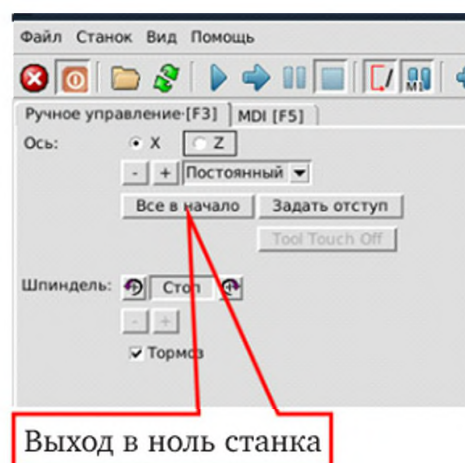 Файл Станок Вид Помощь
M1
Ручное управление [F3] MDI [F5]
Ось: X Z
- + Постоянный
Все в начало Задать отступ
Tool Touch Off
Шпиндель: Стоп
- +
Тормоз
Выход в ноль станка